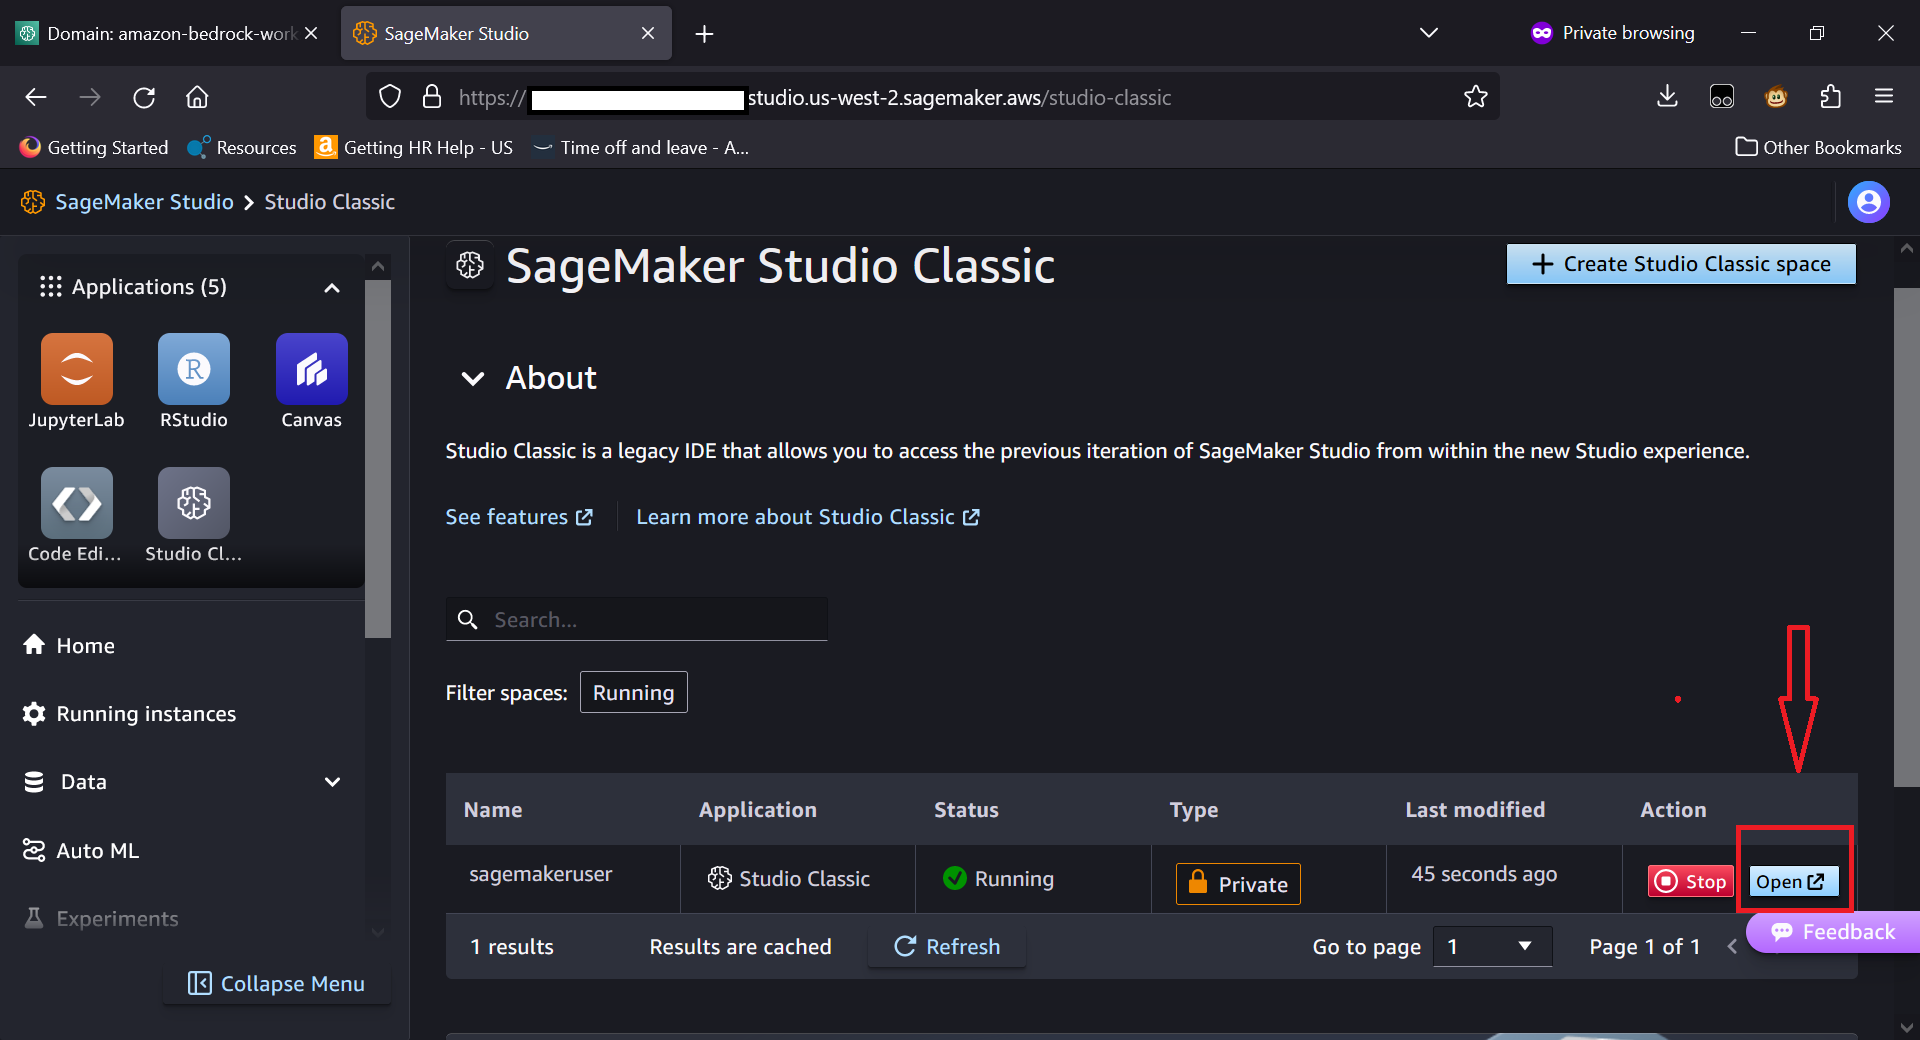 Domain: amazon-bedrock-work
SageMaker Studio
Private browsing
https:// studio.us-west-2.sagemaker.aws/studio-classic
Getting Started
Resources
Getting HR Help - US
Time off and leave - A...
Other Bookmarks
SageMaker Studio > Studio Classic
Applications (5)
JupyterLab
RStudio
Canvas
Code Edi...
Studio Cl...
Home
Running instances
Data
Auto ML
Experiments
Collapse Menu
SageMaker Studio Classic
+ Create Studio Classic space
About
Studio Classic is a legacy IDE that allows you to access the previous iteration of SageMaker Studio from within the new Studio experience.
See features
Learn more about Studio Classic
Search...
Filter spaces: Running
Name Application Status Type Last modified Action
sagemakeruser Studio Classic Running Private 45 seconds ago Stop Open
1 results Results are cached Refresh Go to page 1 Page 1 of 1
Feedback